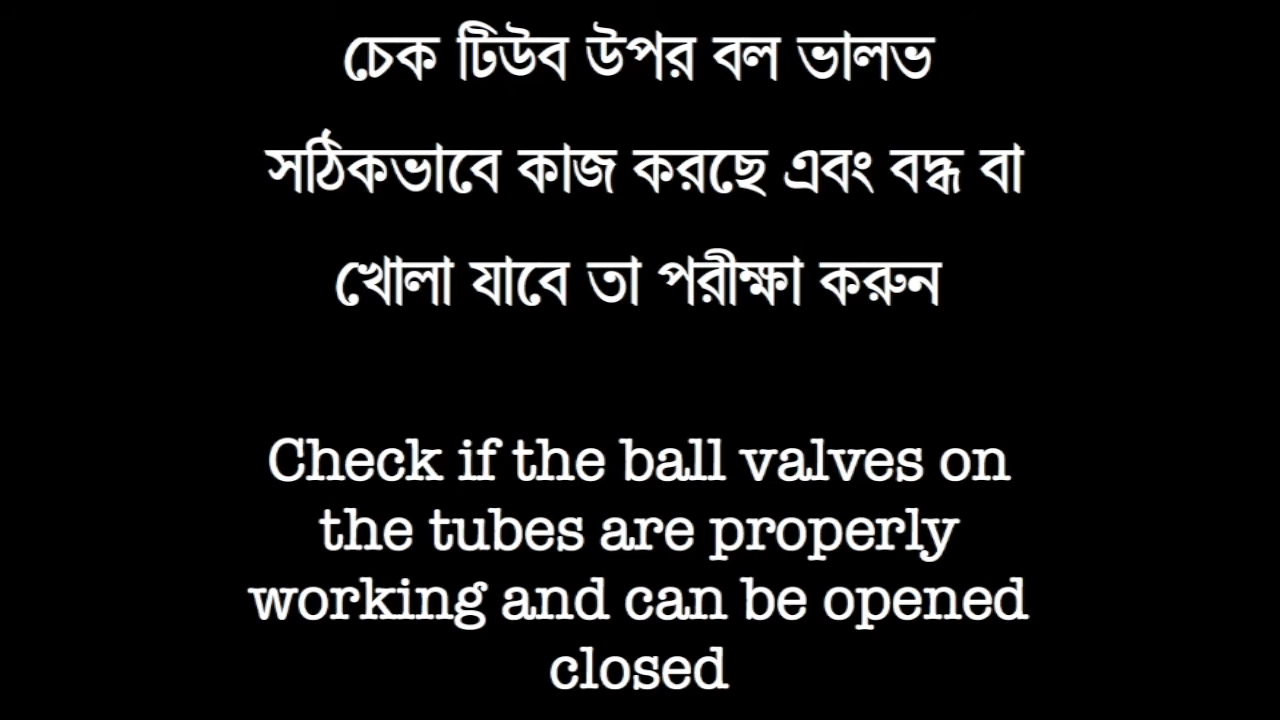 চেক টিউব উপর বল ভালভ
সঠিকভাবে কাজ করছে এবং বদ্ধ বা
খোলা যাবে তা পরীক্ষা করুন
Check if the ball valves on
the tubes are properly
working and can be opened
closed